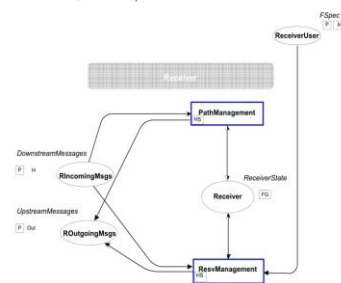 FSpec
P In
ReceiverUser
Receiver
PathManagement
HS
DownstreamMessages
P In
RIncomingMsgs
ReceiverState
Receiver
FG
UpstreamMessages
P Out
ROutgoingMsgs
ResvManagement
HS